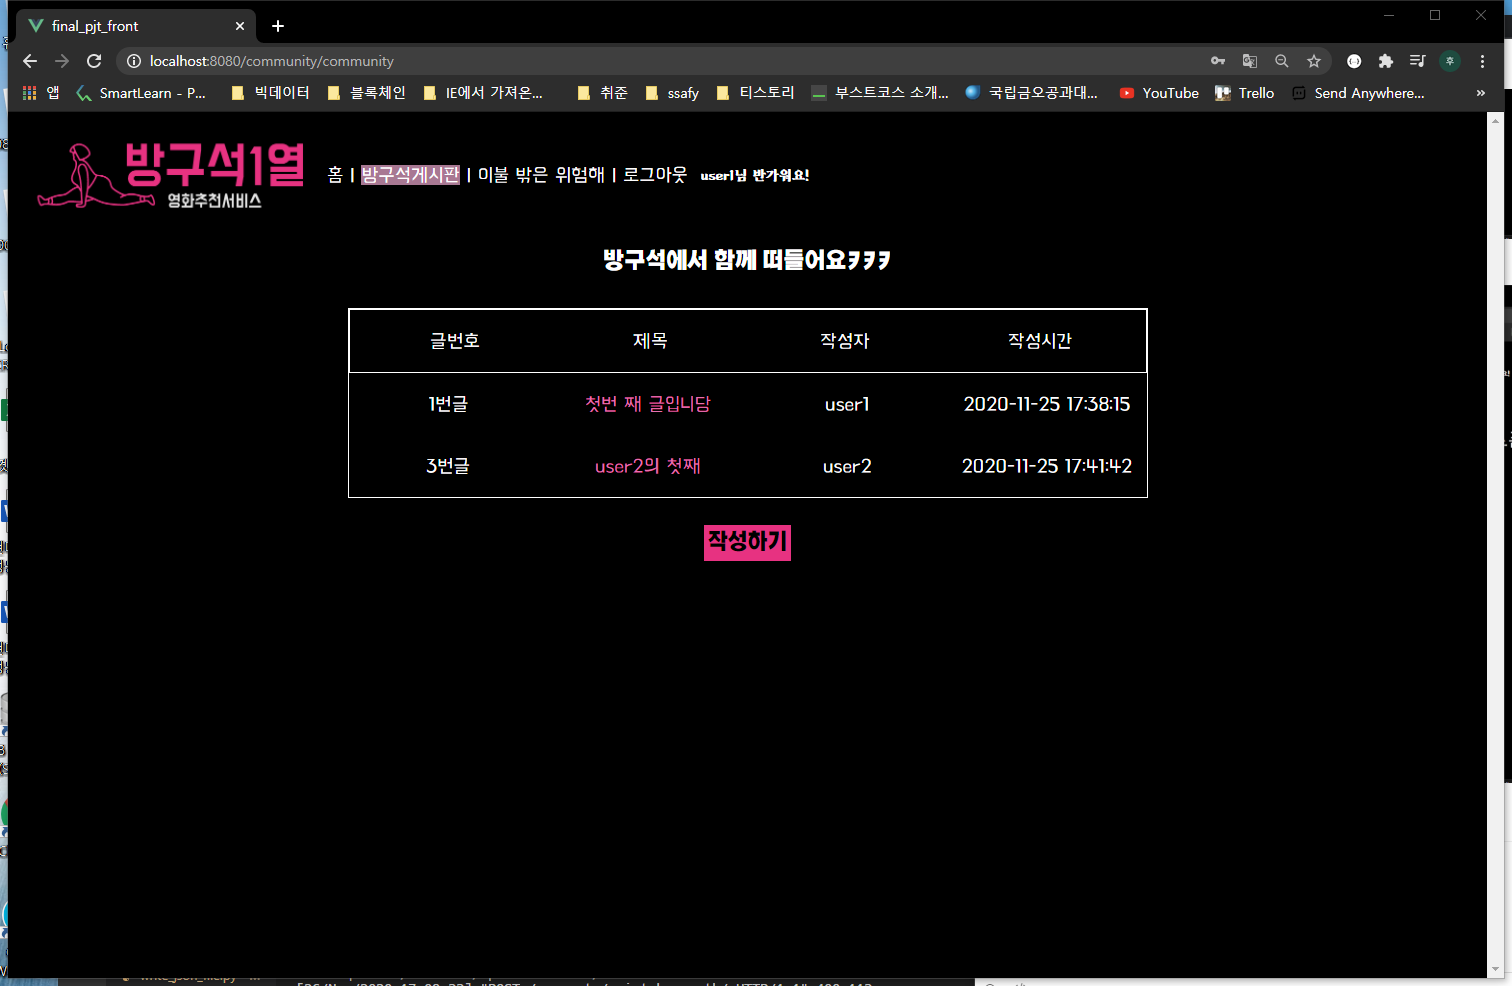 final_pjt_front
localhost:8080/community/community
앱 SmartLearn - P... 빅데이터 블록체인 IE에서 가져온... 취준 ssafy 티스토리 부스트코스 소개... 국립금오공과대... YouTube Trello Send Anywhere... »
방구석1열
영화추천서비스
홈 | 방구석게시판 | 이불 밖은 위험해 | 로그아웃 user1님 반가워요!
방구석에서 함께 떠들어요ㅋㅋㅋ
글번호 제목 작성자 작성시간
1번글 첫번 째 글입니담 user1 2020-11-25 17:38:15
3번글 user2의 첫째 user2 2020-11-25 17:41:42
작성하기